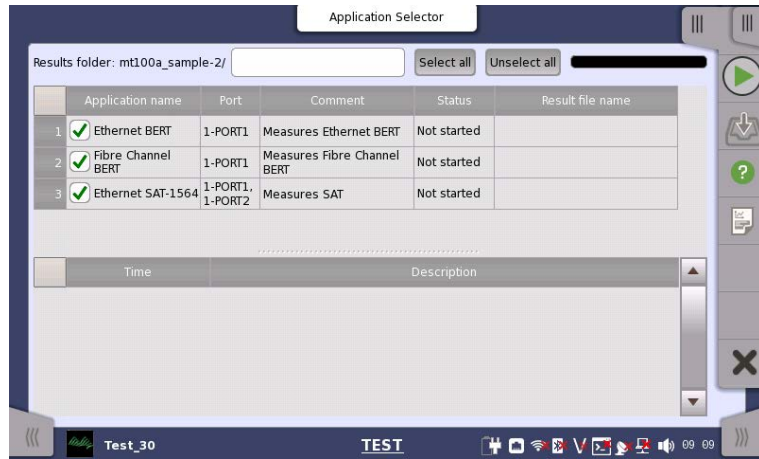 Application Selector
Results folder: mt100a_sample-2/
Select all
Unselect all
Application name Port Comment Status Result file name
1 Ethernet BERT 1-PORT1 Measures Ethernet BERT Not started
2 Fibre Channel BERT 1-PORT1 Measures Fibre Channel BERT Not started
3 Ethernet SAT-1564 1-PORT1, 1-PORT2 Measures SAT Not started
Time Description
Test_30
TEST
09 09